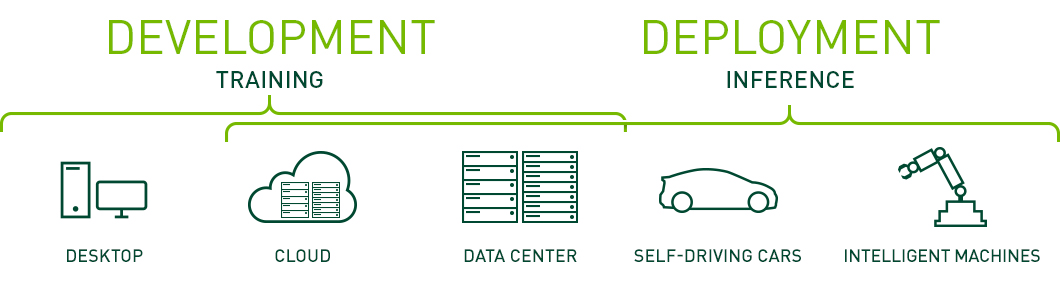 DEVELOPMENT
TRAINING
DEPLOYMENT
INFERENCE
DESKTOP
CLOUD
DATA CENTER
SELF-DRIVING CARS
INTELLIGENT MACHINES